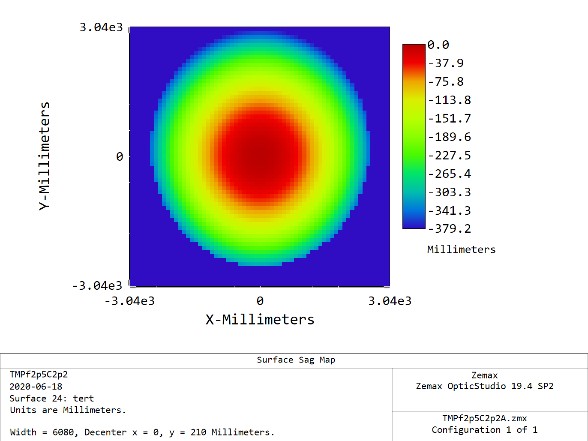 3.04e3
0
-3.04e3
Y-Millimeters
-3.04e3 0 3.04e3
X-Millimeters
0.0
-37.9
-75.8
-113.8
-151.7
-189.6
-227.5
-265.4
-303.3
-341.3
-379.2
Millimeters
Surface Sag Map
TMPf2p5C2p2
2020-06-18
Surface 24: tert
Units are Millimeters.
Width = 6080, Decenter x = 0, y = 210 Millimeters.
Zemax
Zemax OpticStudio 19.4 SP2
TMPf2p5C2p2A.zmx
Configuration 1 of 1